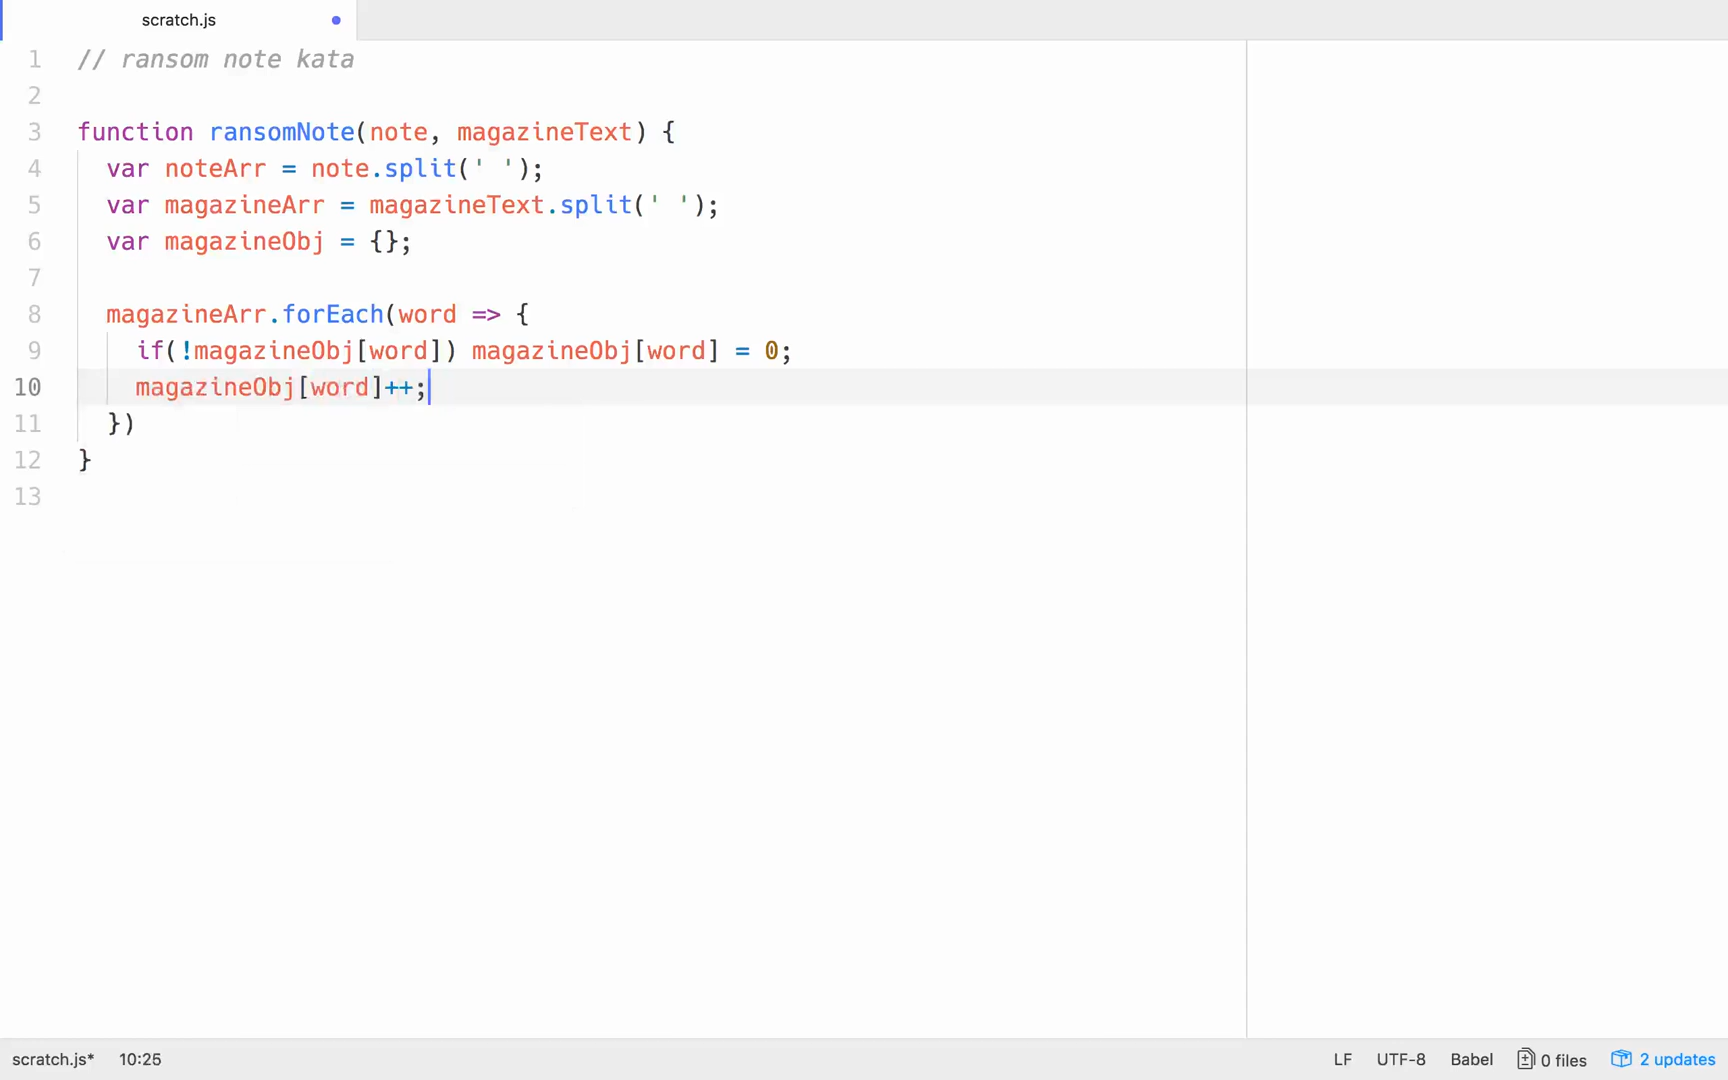 scratch.js
1 // ransom note kata
2
3 function ransomNote(note, magazineText) {
4 var noteArr = note.split(' ');
5 var magazineArr = magazineText.split(' ');
6 var magazineObj = {};
7
8 magazineArr.forEach(word => {
9 if(!magazineObj[word]) magazineObj[word] = 0;
10 magazineObj[word]++;
11 })
12 }
13
scratch.js* 10:25 LF UTF-8 Babel 0 files 2 updates